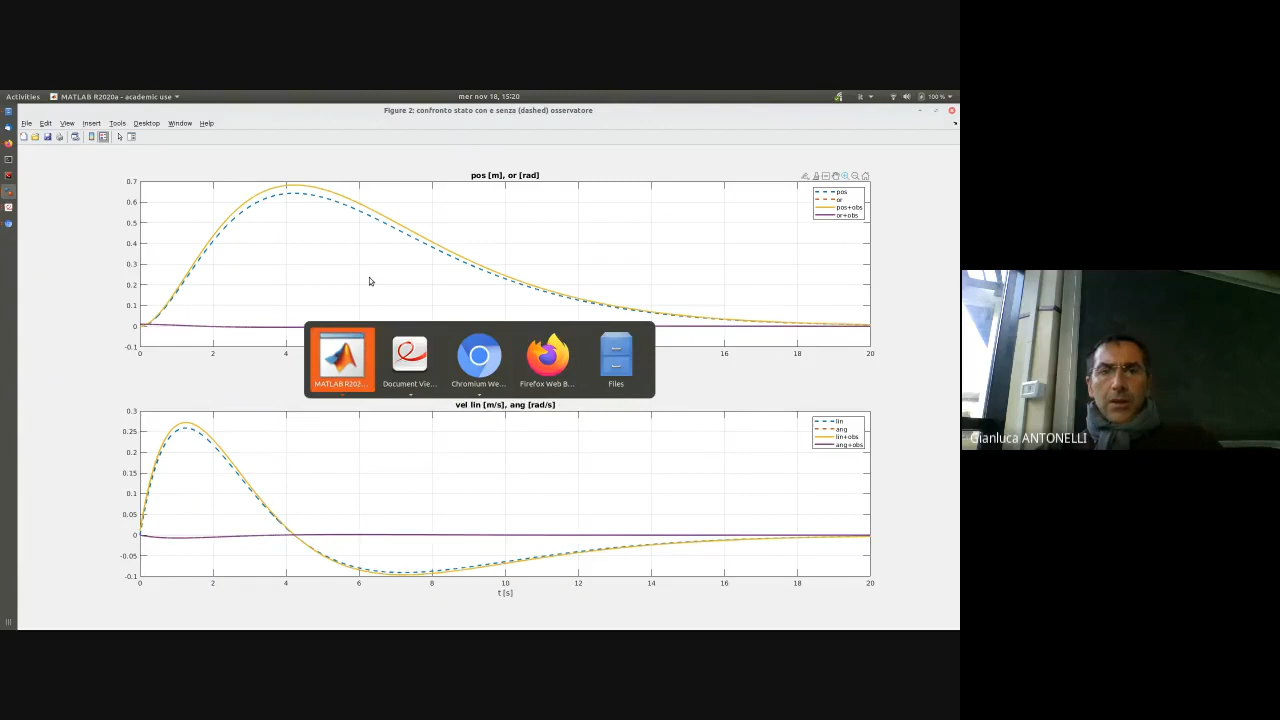 Activities
MATLAB R2020a - academic use
mer nov 18, 15:20
it
100 %
Figure 2: confronto stato con e senza (dashed) osservatore
File Edit View Insert Tools Desktop Window Help
pos [m], or [rad]
0.7
0.6
0.5
0.4
0.3
0.2
0.1
0
-0.1
0 2 4 14 16 18 20
pos
or
pos+obs
or+obs
MATLAB R202...
Document Vie...
Chromium We...
Firefox Web B...
Files
vel lin [m/s], ang [rad/s]
0.3
0.25
0.2
0.15
0.1
0.05
0
-0.05
-0.1
0 2 4 6 8 10 12 14 16 18 20
t [s]
lin
ang
lin+obs
ang+obs
Gianluca ANTONELLI